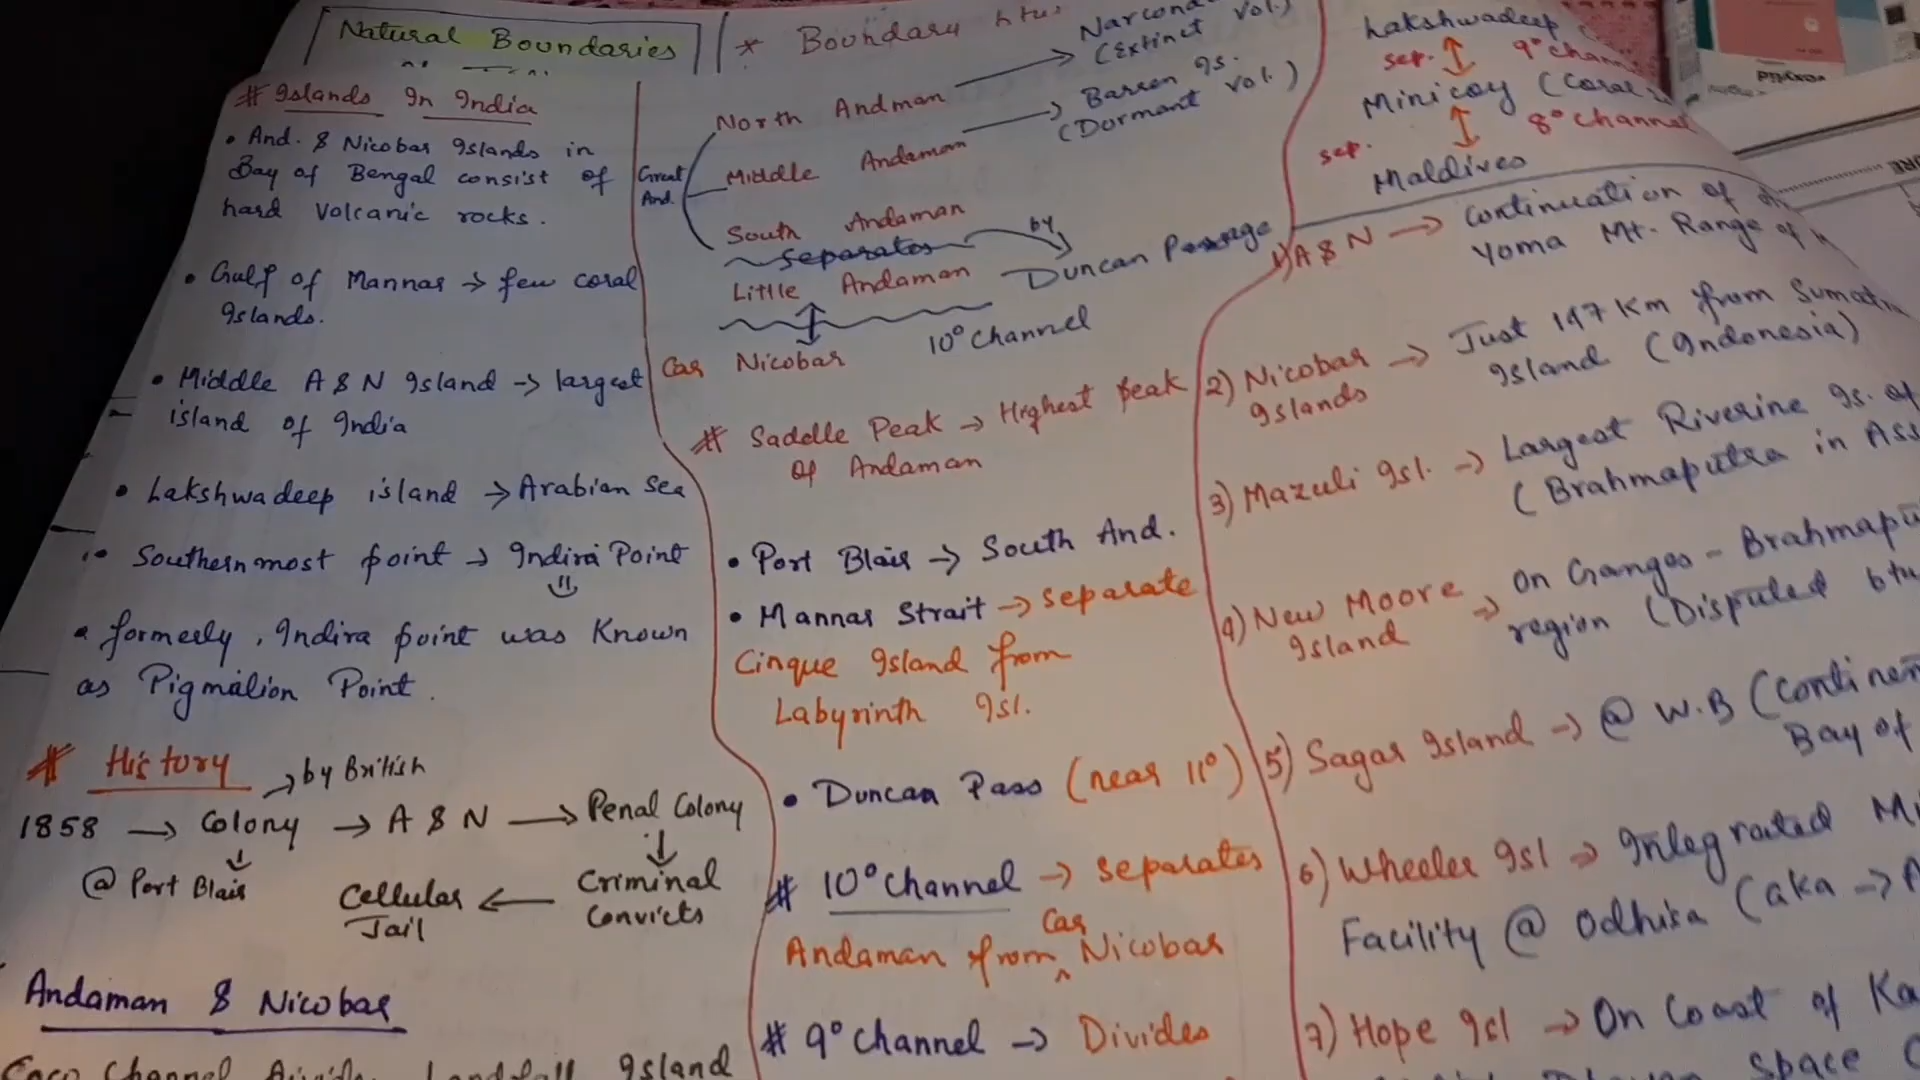 Natural Boundaries
# Islands In India
• And. & Nicobar Islands in
Bay of Bengal consist of
hard Volcanic rocks.
• Gulf of Mannar → few coral
Islands.
• Middle A & N Island → largest
island of India
• Lakshwadeep island → Arabian Sea
• Southernmost point → Indira Point
• formerly, Indira point was Known
as Pigmalion Point.
# History → by British
1858 → Colony → A & N → Penal Colony
@ Port Blair
Criminal
Convicts
Cellular
Jail
Andaman & Nicobar
Island
* Boundary
North Andman
(Extinct Vol.)
Middle Andaman
Barren Is.
(Dormant Vol.)
Great
And.
South Andaman
separates by
Duncan Passage
Little Andaman
10° Channel
Car Nicobar
# Saddle Peak → Highest Peak
of Andaman
• Port Blair → South And.
• Mannar Strait → separate
Cinque Island from
Labyrinth Isl.
• Duncan Pass (near 11°)
# 10° Channel → separates
Andaman from Car Nicobar
# 9° Channel → Divides
Lakshwadeep
sep. 9°
Minicoy (Coral
sep. 8° Channel
Maldives
1) A & N → Continuation of
Yoma Mt. Range of
2) Nicobar
Islands → Just 147 Km from
Island (Indonesia)
3) Mazuli Isl. → Largest Riverine Is. of
(Brahmaputra in
4) New Moore
Island → on Ganges -
region (Disputed
5) Sagar Island → @ W.B
Bay of
6) Wheeler Isl → Integrated
Facility @ Odhisa (aka →
7) Hope Isl → On Coast of
space